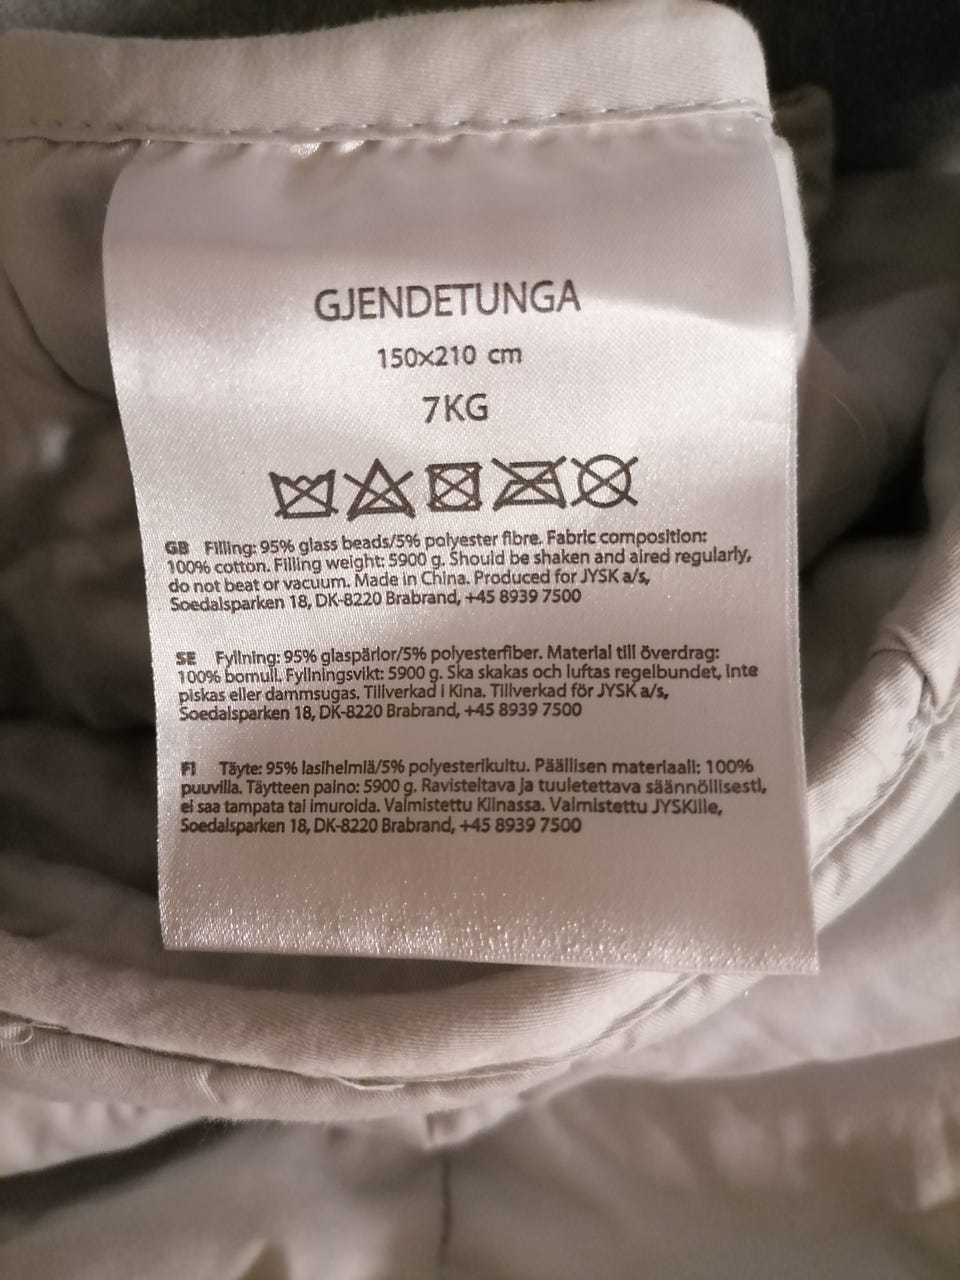 GJENDETUNGA
150×210 cm
7KG
GB Filling: 95% glass beads/5% polyester fibre. Fabric composition:
100% cotton. Filling weight: 5900 g. Should be shaken and aired regularly,
do not beat or vacuum. Made in China. Produced for JYSK a/s,
Soedalsparken 18, DK-8220 Brabrand, +45 8939 7500
SE Fyllning: 95% glaspärlor/5% polyesterfiber. Material till överdrag:
100% bomull. Fyllningsvikt: 5900 g. Ska skakas och luftas regelbundet, inte
piskas eller dammsugas. Tillverkad i Kina. Tillverkad för JYSK a/s,
Soedalsparken 18, DK-8220 Brabrand, +45 8939 7500
FI Täyte: 95% lasihelmiä/5% polyesterikuitu. Päällisen materiaali: 100%
puuvilla. Täytteen paino: 5900 g. Ravisteltava ja tuuletettava säännöllisesti,
ei saa tampata tai imuroida. Valmistettu Kiinassa. Valmistettu JYSKille,
Soedalsparken 18, DK-8220 Brabrand, +45 8939 7500